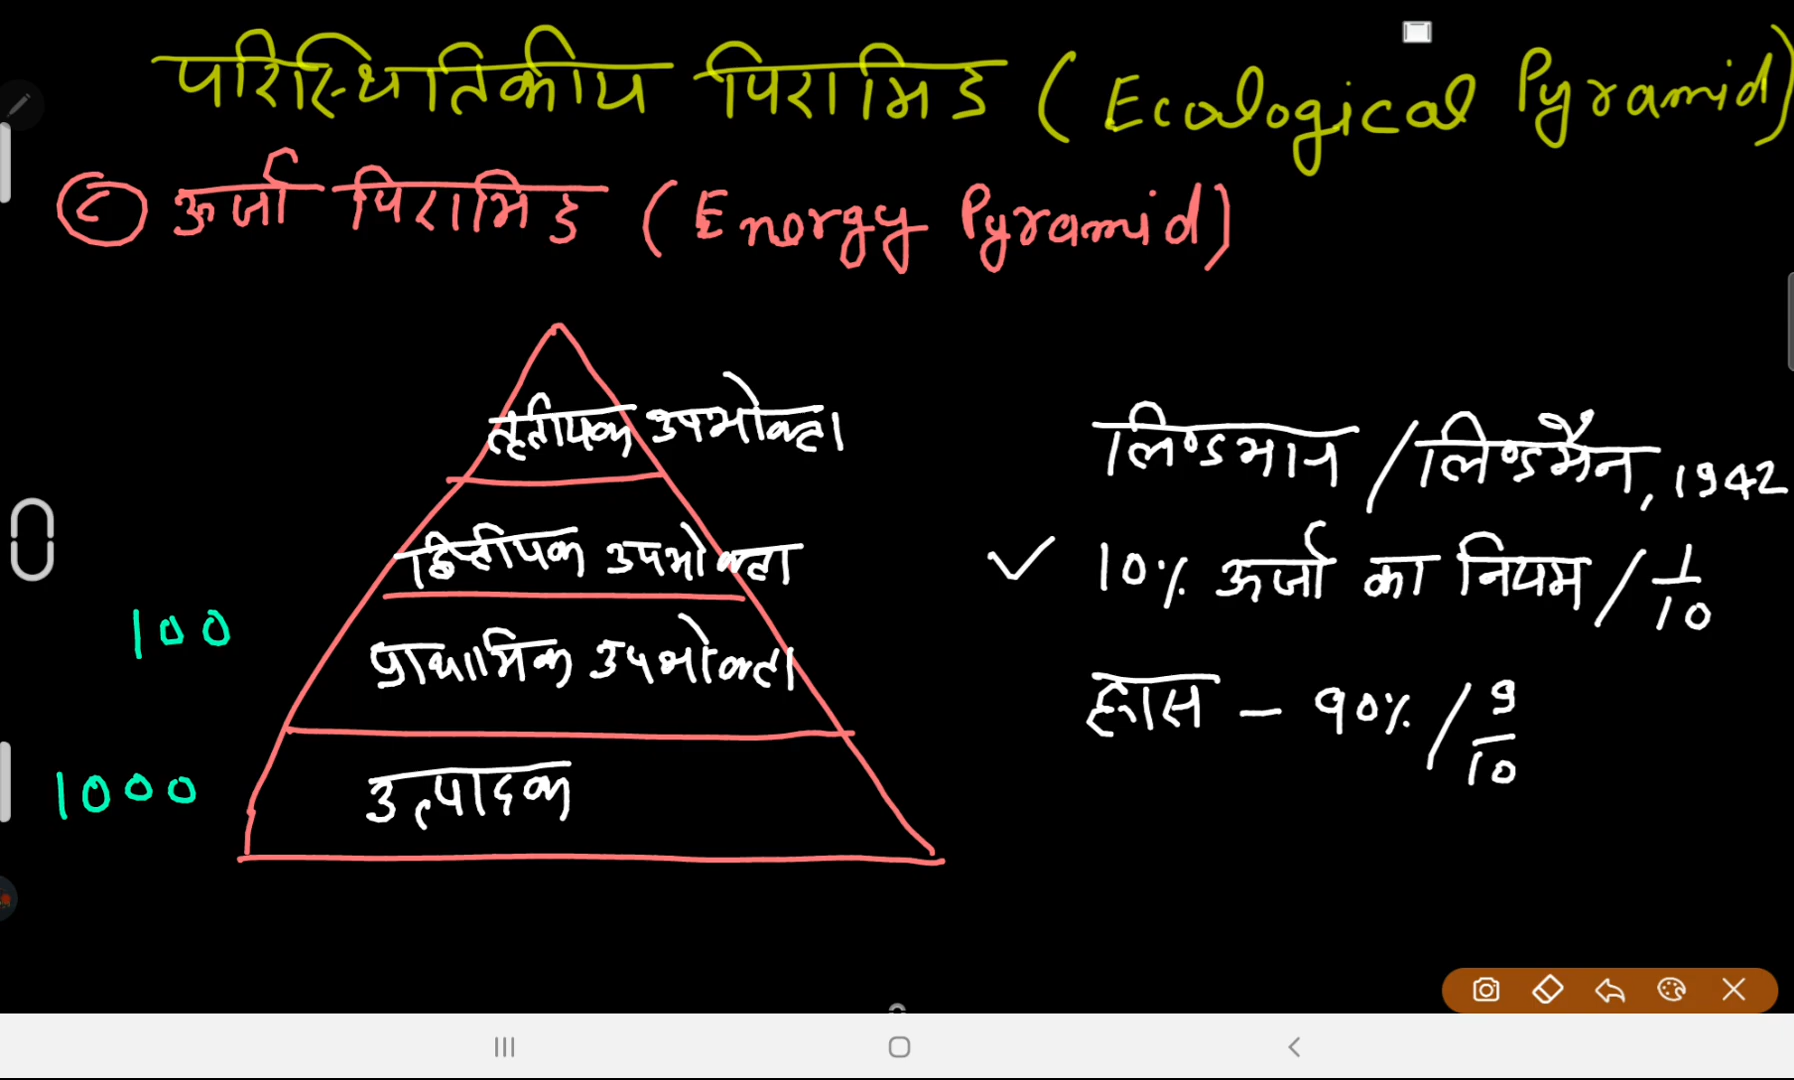 परिस्थितिकीय पिरामिड (Ecological Pyramid)
(c) ऊर्जा पिरामिड (Energy Pyramid)
तृतीयक उपभोक्ता
द्वितीयक उपभोक्ता
प्राथमिक उपभोक्ता
उत्पादक
100
1000
लिण्डमान / लिण्डमैन, 1942
✓ 10% ऊर्जा का नियम / 1/10
ह्रास - 90% / 9/10